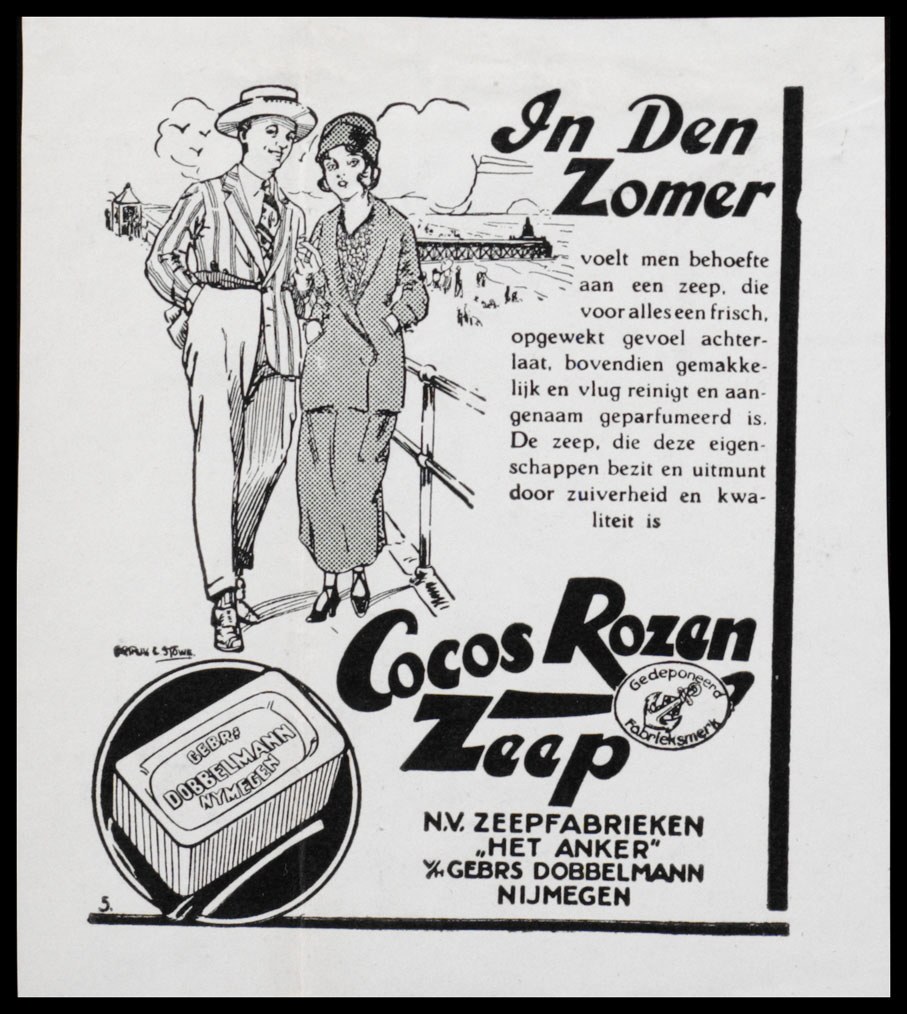 In Den
Zomer
voelt men behoefte
aan een zeep, die
voor alles een frisch,
opgewekt gevoel achter-
laat, bovendien gemakke-
lijk en vlug reinigt en aan-
genaam geparfumeerd is.
De zeep, die deze eigen-
schappen bezit en uitmunt
door zuiverheid en kwa-
liteit is
Cocos Rozen
Zeep
Gedeponeerd
Fabrieksmerk
GEBRS
DOBBELMANN
NYMEGEN
N.V. ZEEPFABRIEKEN
„HET ANKER"
V/H GEBRS DOBBELMANN
NIJMEGEN
5.